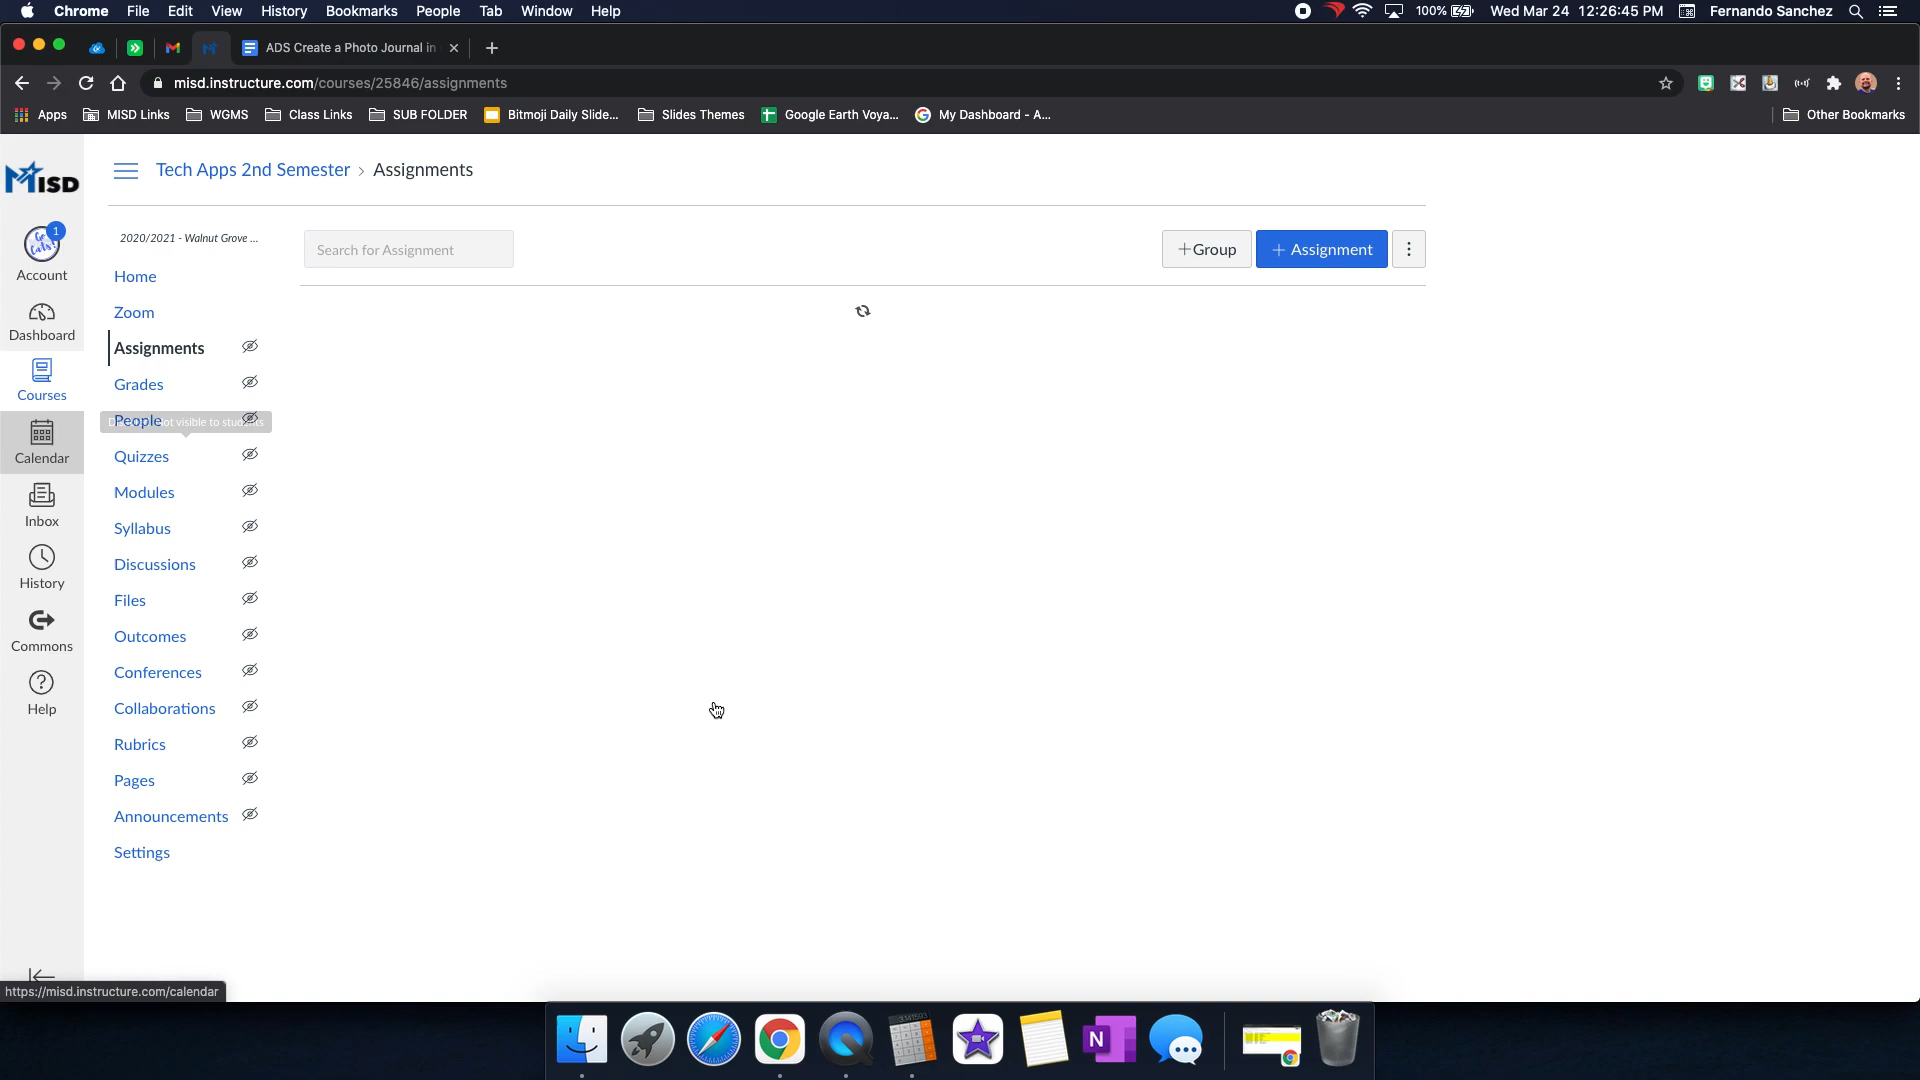 Chrome File Edit View History Bookmarks People Tab Window Help 100% Wed Mar 24 12:26:45 PM Fernando Sanchez
ADS Create a Photo Journal in
misd.instructure.com/courses/25846/assignments
Apps MISD Links WGMS Class Links SUB FOLDER Bitmoji Daily Slide... Slides Themes Google Earth Voya... My Dashboard - A... Other Bookmarks
MISD
Tech Apps 2nd Semester › Assignments
1
Account
Dashboard
Courses
Calendar
Inbox
History
Commons
Help
2020/2021 - Walnut Grove ...
Home
Zoom
Assignments
Grades
People
Quizzes
Modules
Syllabus
Discussions
Files
Outcomes
Conferences
Collaborations
Rubrics
Pages
Announcements
Settings
Search for Assignment
+Group
+ Assignment
https://misd.instructure.com/calendar
N